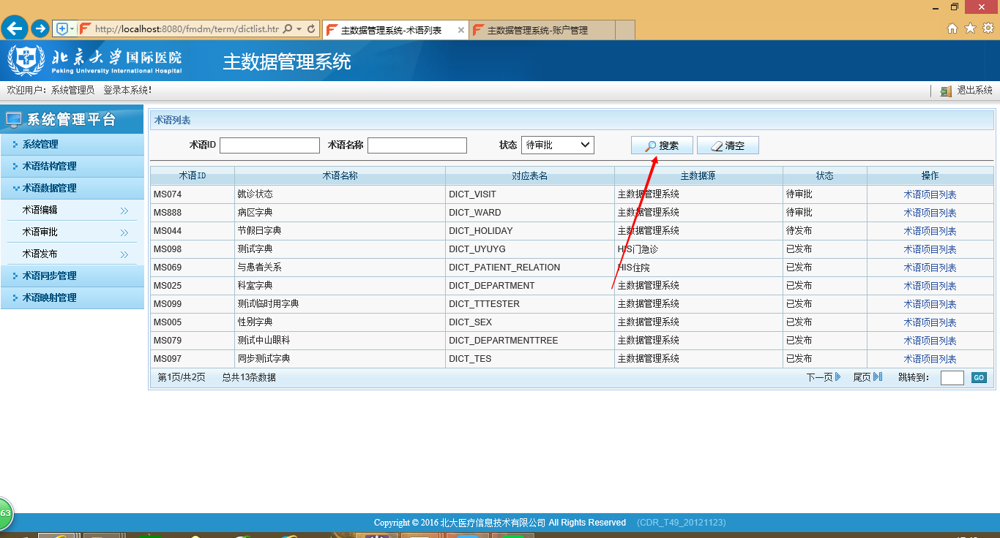 http://localhost:8080/fmdm/term/dictlist.htr
主数据管理系统-术语列表
主数据管理系统-账户管理
北京大学国际医院
Peking University International Hospital
主数据管理系统
欢迎用户： 系统管理员 登录本系统!
退出系统
系统管理平台
系统管理
术语结构管理
术语数据管理
术语编辑
术语审批
术语发布
术语同步管理
术语映射管理
术语列表
术语ID 术语名称 状态 待审批 搜索 清空
术语ID 术语名称 对应表名 主数据源 状态 操作
MS074 就诊状态 DICT_VISIT 主数据管理系统 待审批 术语项目列表
MS888 病区字典 DICT_WARD 主数据管理系统 待审批 术语项目列表
MS044 节假日字典 DICT_HOLIDAY 主数据管理系统 待发布 术语项目列表
MS098 测试字典 DICT_UYUYG HIS门急诊 已发布 术语项目列表
MS069 与患者关系 DICT_PATIENT_RELATION HIS住院 已发布 术语项目列表
MS025 科室字典 DICT_DEPARTMENT 主数据管理系统 已发布 术语项目列表
MS099 测试临时用字典 DICT_TTTESTER 主数据管理系统 已发布 术语项目列表
MS005 性别字典 DICT_SEX 主数据管理系统 已发布 术语项目列表
MS079 测试中山眼科 DICT_DEPARTMENTTREE 主数据管理系统 已发布 术语项目列表
MS097 同步测试字典 DICT_TES 主数据管理系统 已发布 术语项目列表
第1页/共2页 总共13条数据 下一页 尾页 跳转到： GO
63
Copyright © 2016 北大医疗信息技术有限公司 All Rights Reserved (CDR_T49_20121123)